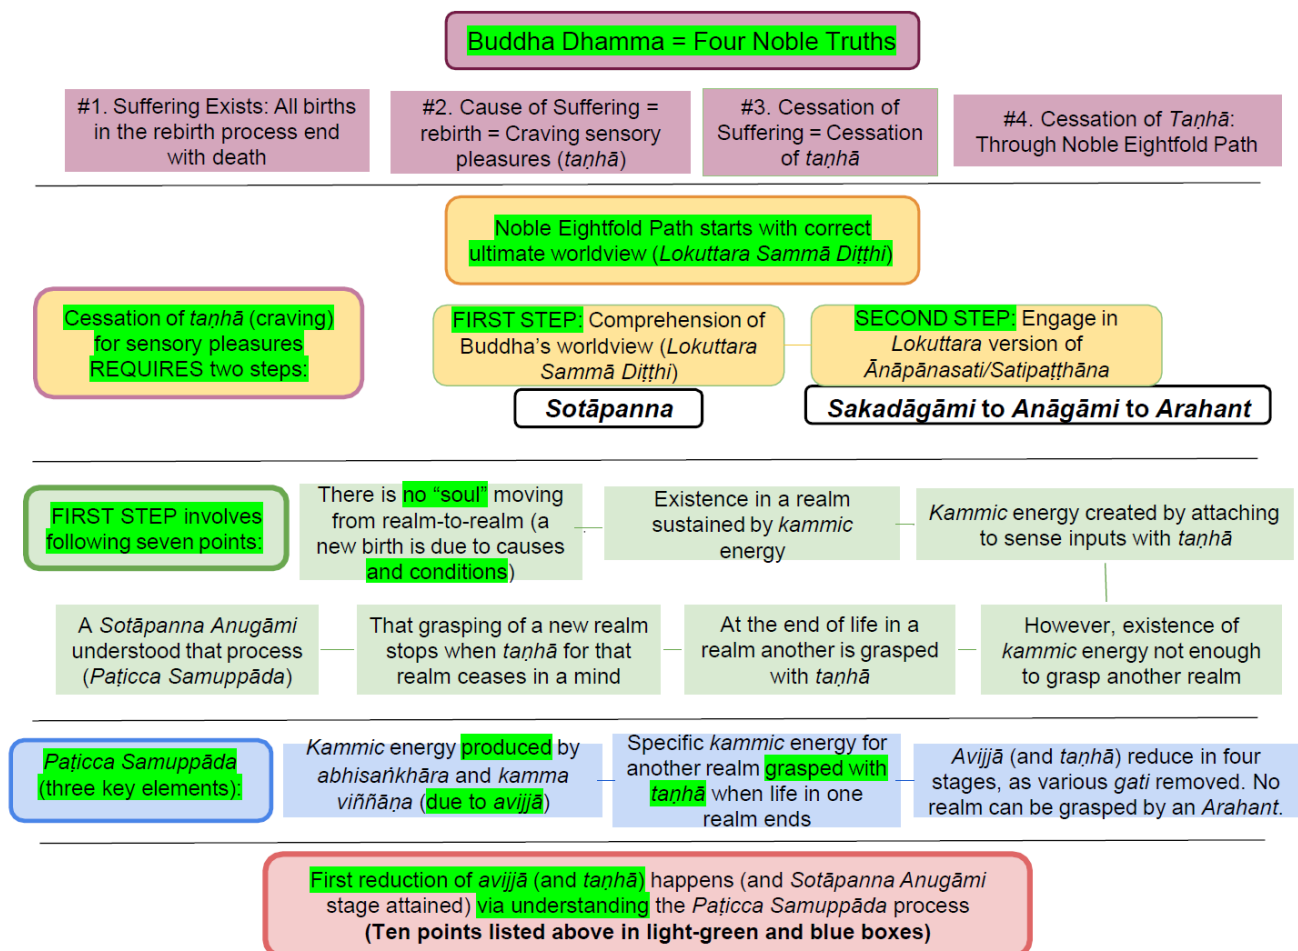 Buddha Dhamma = Four Noble Truths
#1. Suffering Exists: All births
in the rebirth process end
with death
#2. Cause of Suffering =
rebirth = Craving sensory
pleasures (taṇhā)
#3. Cessation of
Suffering = Cessation
of taṇhā
#4. Cessation of Taṇhā:
Through Noble Eightfold Path
Noble Eightfold Path starts with correct
ultimate worldview (Lokuttara Sammā Diṭṭhi)
Cessation of taṇhā (craving)
for sensory pleasures
REQUIRES two steps:
FIRST STEP: Comprehension of
Buddha's worldview (Lokuttara
Sammā Diṭṭhi)
Sotāpanna
SECOND STEP: Engage in
Lokuttara version of
Ānāpānasati/Satipaṭṭhāna
Sakadāgāmi to Anāgāmi to Arahant
FIRST STEP involves
following seven points:
There is no “soul” moving
from realm-to-realm (a
new birth is due to causes
and conditions)
Existence in a realm
sustained by kammic
energy
Kammic energy created by attaching
to sense inputs with taṇhā
A Sotāpanna Anugāmi
understood that process
(Paṭicca Samuppāda)
That grasping of a new realm
stops when taṇhā for that
realm ceases in a mind
At the end of life in a
realm another is grasped
with taṇhā
However, existence of
kammic energy not enough
to grasp another realm
Paṭicca Samuppāda
(three key elements):
Kammic energy produced by
abhisaṅkhāra and kamma
viññāṇa (due to avijjā)
Specific kammic energy for
another realm grasped with
taṇhā when life in one
realm ends
Avijjā (and taṇhā) reduce in four
stages, as various gati removed. No
realm can be grasped by an Arahant.
First reduction of avijjā (and taṇhā) happens (and Sotāpanna Anugāmi
stage attained) via understanding the Paṭicca Samuppāda process
(Ten points listed above in light-green and blue boxes)